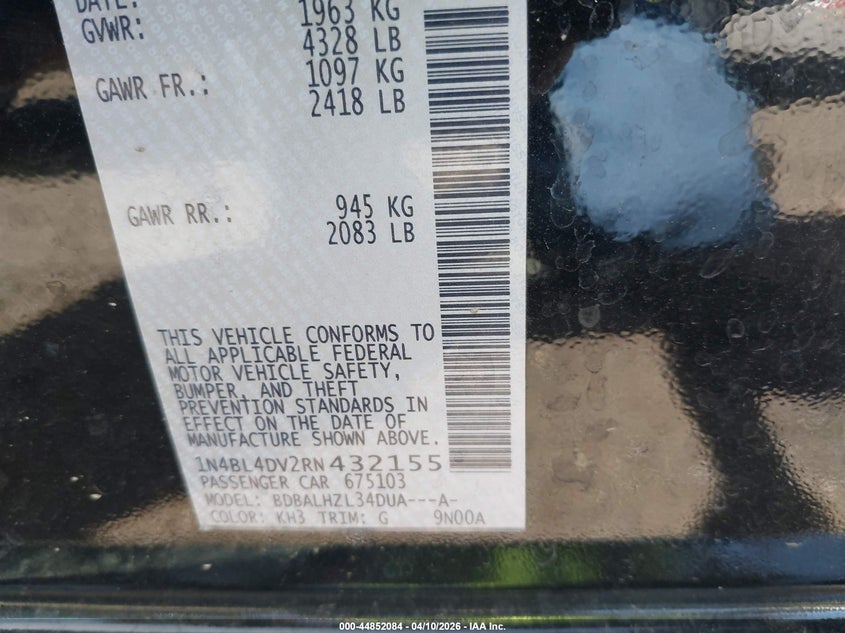 DATE: 1963 KG
GVWR: 4328 LB
GAWR FR.: 1097 KG
2418 LB
GAWR RR.: 945 KG
2083 LB
THIS VEHICLE CONFORMS TO
ALL APPLICABLE FEDERAL
MOTOR VEHICLE SAFETY,
BUMPER, AND THEFT
PREVENTION STANDARDS IN
EFFECT ON THE DATE OF
MANUFACTURE SHOWN ABOVE.
1N4BL4DV2RN432155
PASSENGER CAR 675103
MODEL: BDBALHZL34DUA---A-
COLOR: KH3 TRIM: G 9N00A
000-44852084 - 04/10/2026 - IAA Inc.